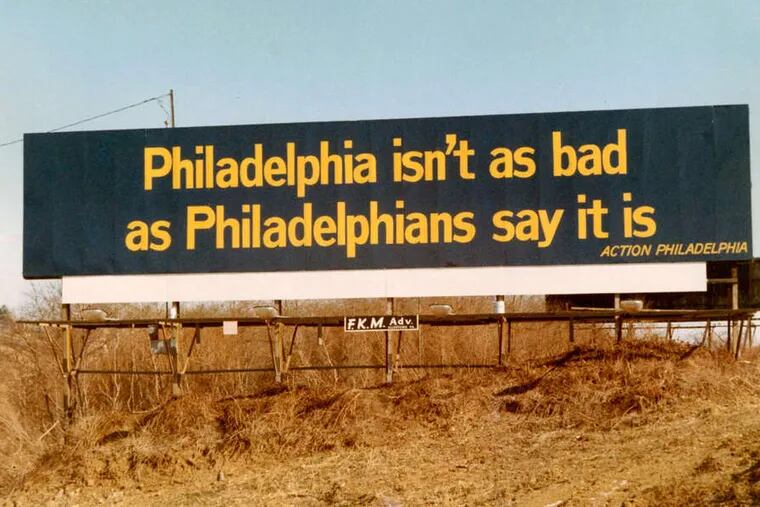 Philadelphia isn't as bad
as Philadelphians say it is
ACTION PHILADELPHIA
F.K.M. Adv.